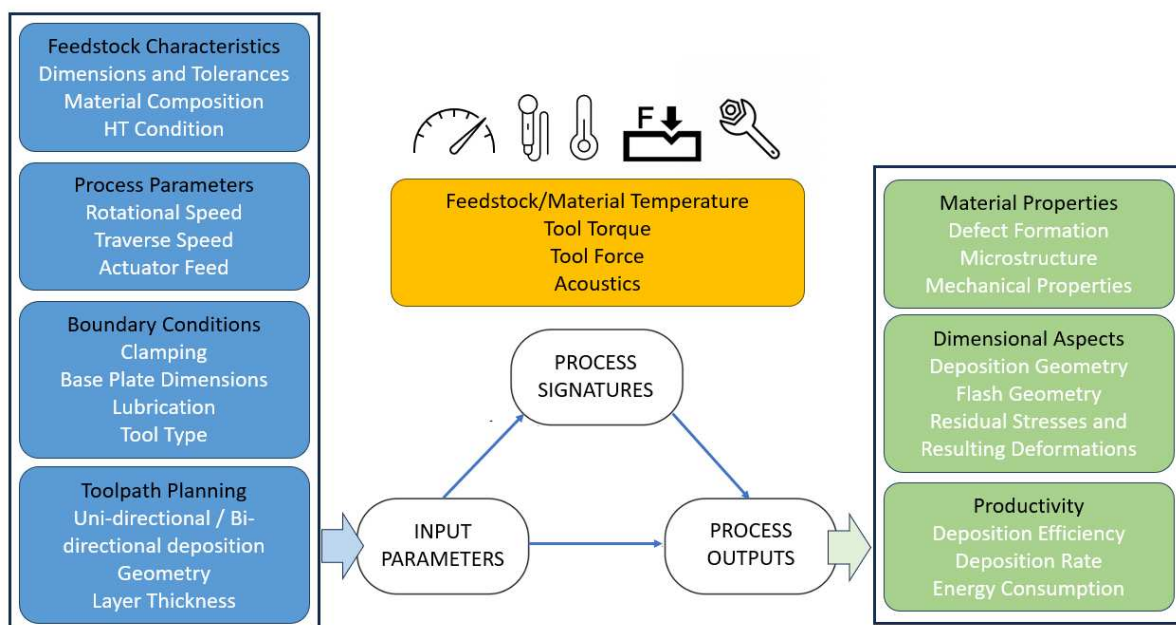 Feedstock Characteristics
Dimensions and Tolerances
Material Composition
HT Condition
Process Parameters
Rotational Speed
Traverse Speed
Actuator Feed
Boundary Conditions
Clamping
Base Plate Dimensions
Lubrication
Tool Type
Toolpath Planning
Uni-directional / Bi-
directional deposition
Geometry
Layer Thickness
F
Feedstock/Material Temperature
Tool Torque
Tool Force
Acoustics
PROCESS
SIGNATURES
INPUT
PARAMETERS
PROCESS
OUTPUTS
Material Properties
Defect Formation
Microstructure
Mechanical Properties
Dimensional Aspects
Deposition Geometry
Flash Geometry
Residual Stresses and
Resulting Deformations
Productivity
Deposition Efficiency
Deposition Rate
Energy Consumption